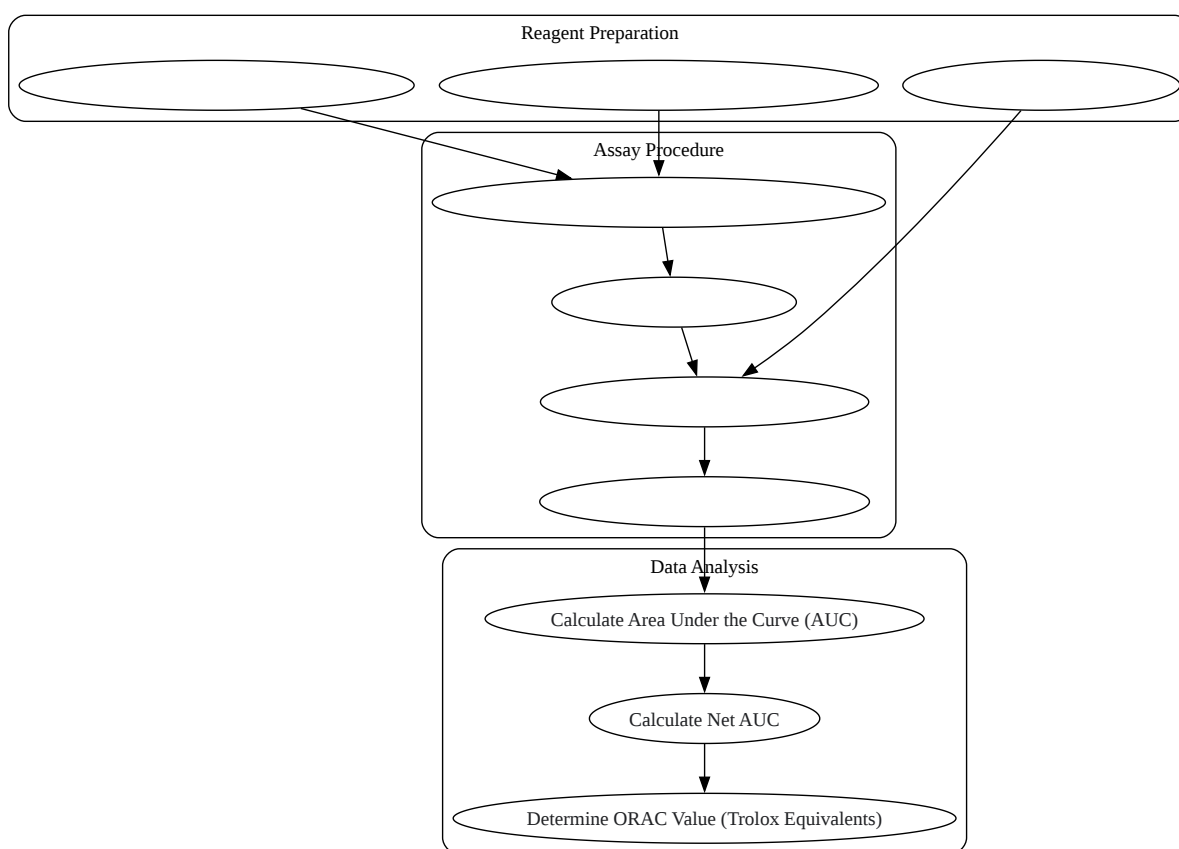 Reagent Preparation
Assay Procedure
Data Analysis
Calculate Area Under the Curve (AUC)
Calculate Net AUC
Determine ORAC Value (Trolox Equivalents)